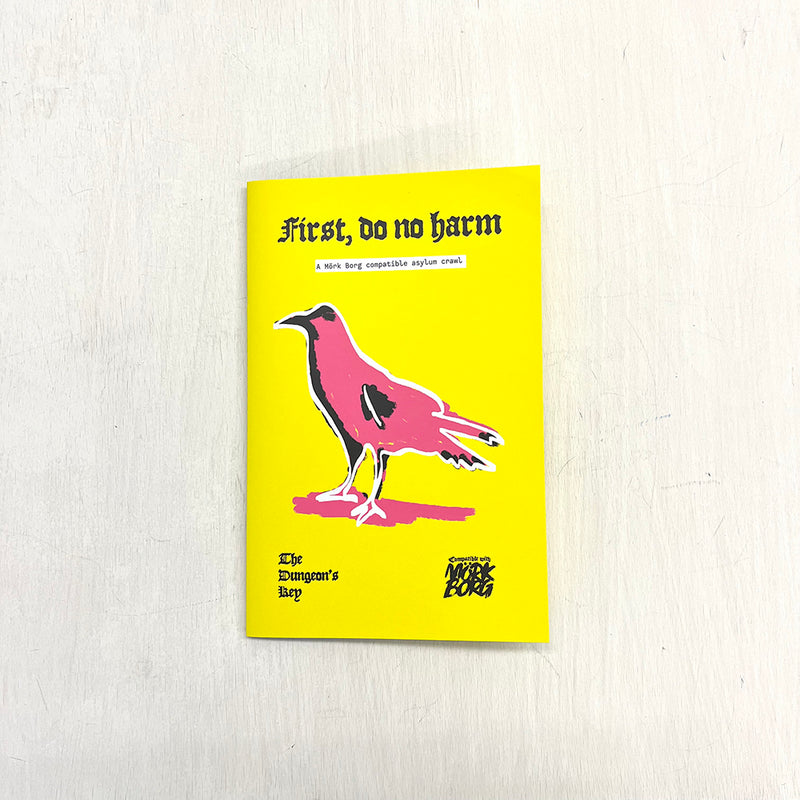 First, do no harm
A Mörk Borg compatible asylum crawl
The
Dungeon's
Key
Compatible with
MÖRK
BORG